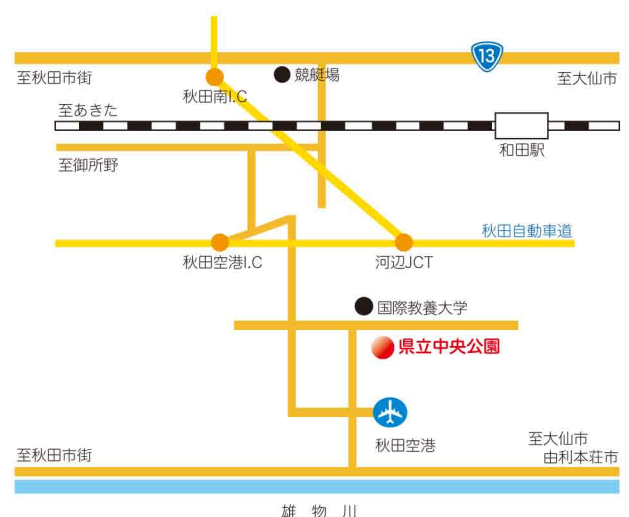 13
至秋田市街
競艇場
至大仙市
秋田南I.C
至あきた
和田駅
至御所野
秋田自動車道
秋田空港I.C
河辺JCT
国際教養大学
県立中央公園
秋田空港
至大仙市
由利本荘市
至秋田市街
雄物川